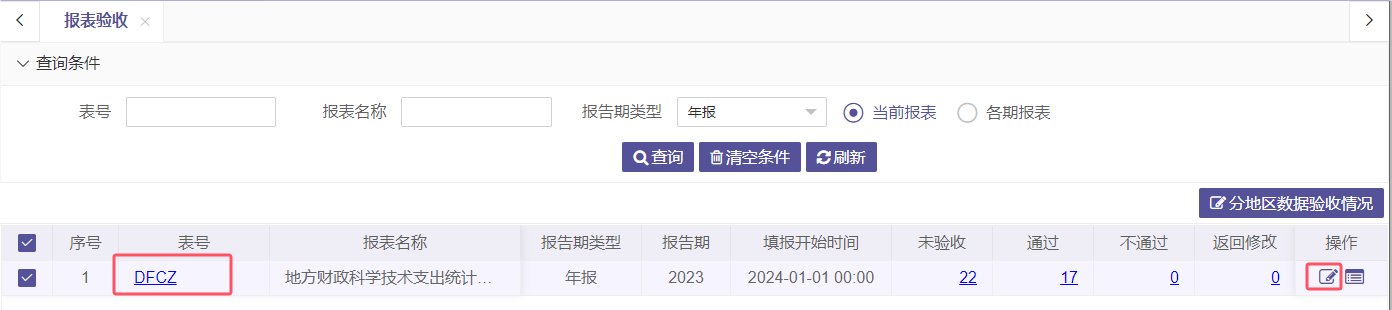 报表验收
查询条件
表号 报表名称 报告期类型 年报 当前报表 各期报表
查询 清空条件 刷新
分地区数据验收情况
序号 表号 报表名称 报告期类型 报告期 填报开始时间 未验收 通过 不通过 返回修改 操作
1 DFCZ 地方财政科学技术支出统计... 年报 2023 2024-01-01 00:00 22 17 0 0